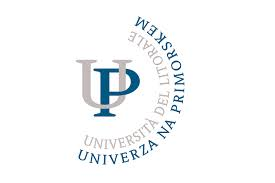 UP
UNIVERSITÀ DEL LITORALE
UNIVERZA NA PRIMORSKEM